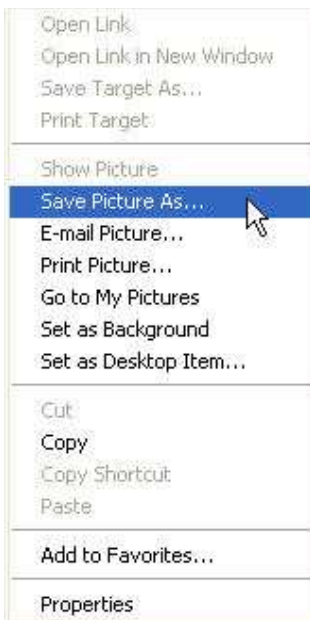 Open Link
Open Link in New Window
Save Target As...
Print Target
Show Picture
Save Picture As...
E-mail Picture...
Print Picture...
Go to My Pictures
Set as Background
Set as Desktop Item...
Cut
Copy
Copy Shortcut
Paste
Add to Favorites...
Properties